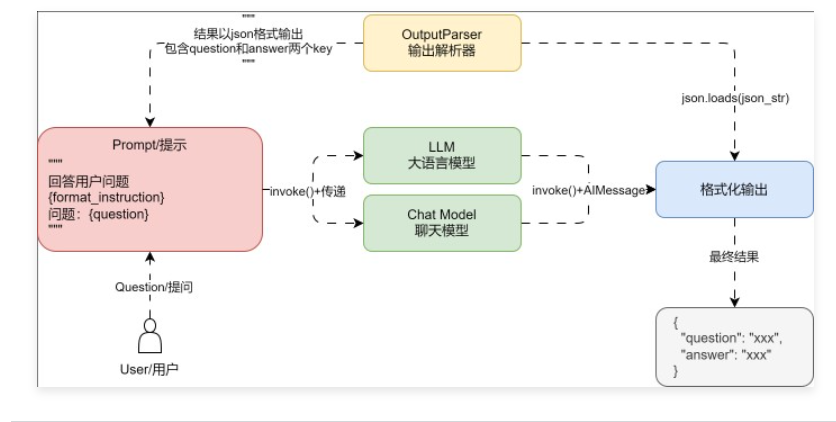 """
结果以json格式输出
包含question和answer两个key
"""
OutputParser
输出解析器
json.loads(json_str)
Prompt/提示
"""
回答用户问题
{format_instruction}
问题：{question}
"""
invoke()+传递
LLM
大语言模型
Chat Model
聊天模型
invoke()+AIMessage
格式化输出
最终结果
Question/提问
User/用户
{
"question": "xxx",
"answer": "xxx"
}